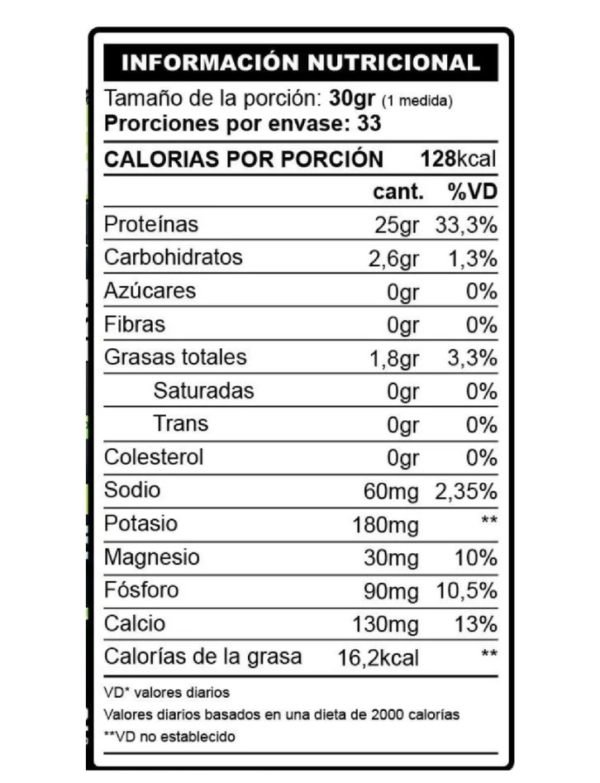 INFORMACIÓN NUTRICIONAL
Tamaño de la porción: 30gr (1 medida)
Prorciones por envase: 33
CALORIAS POR PORCIÓN 128kcal
cant. %VD
Proteínas 25gr 33,3%
Carbohidratos 2,6gr 1,3%
Azúcares 0gr 0%
Fibras 0gr 0%
Grasas totales 1,8gr 3,3%
Saturadas 0gr 0%
Trans 0gr 0%
Colesterol 0gr 0%
Sodio 60mg 2,35%
Potasio 180mg **
Magnesio 30mg 10%
Fósforo 90mg 10,5%
Calcio 130mg 13%
Calorías de la grasa 16,2kcal **
VD* valores diarios
Valores diarios basados en una dieta de 2000 calorías
**VD no establecido